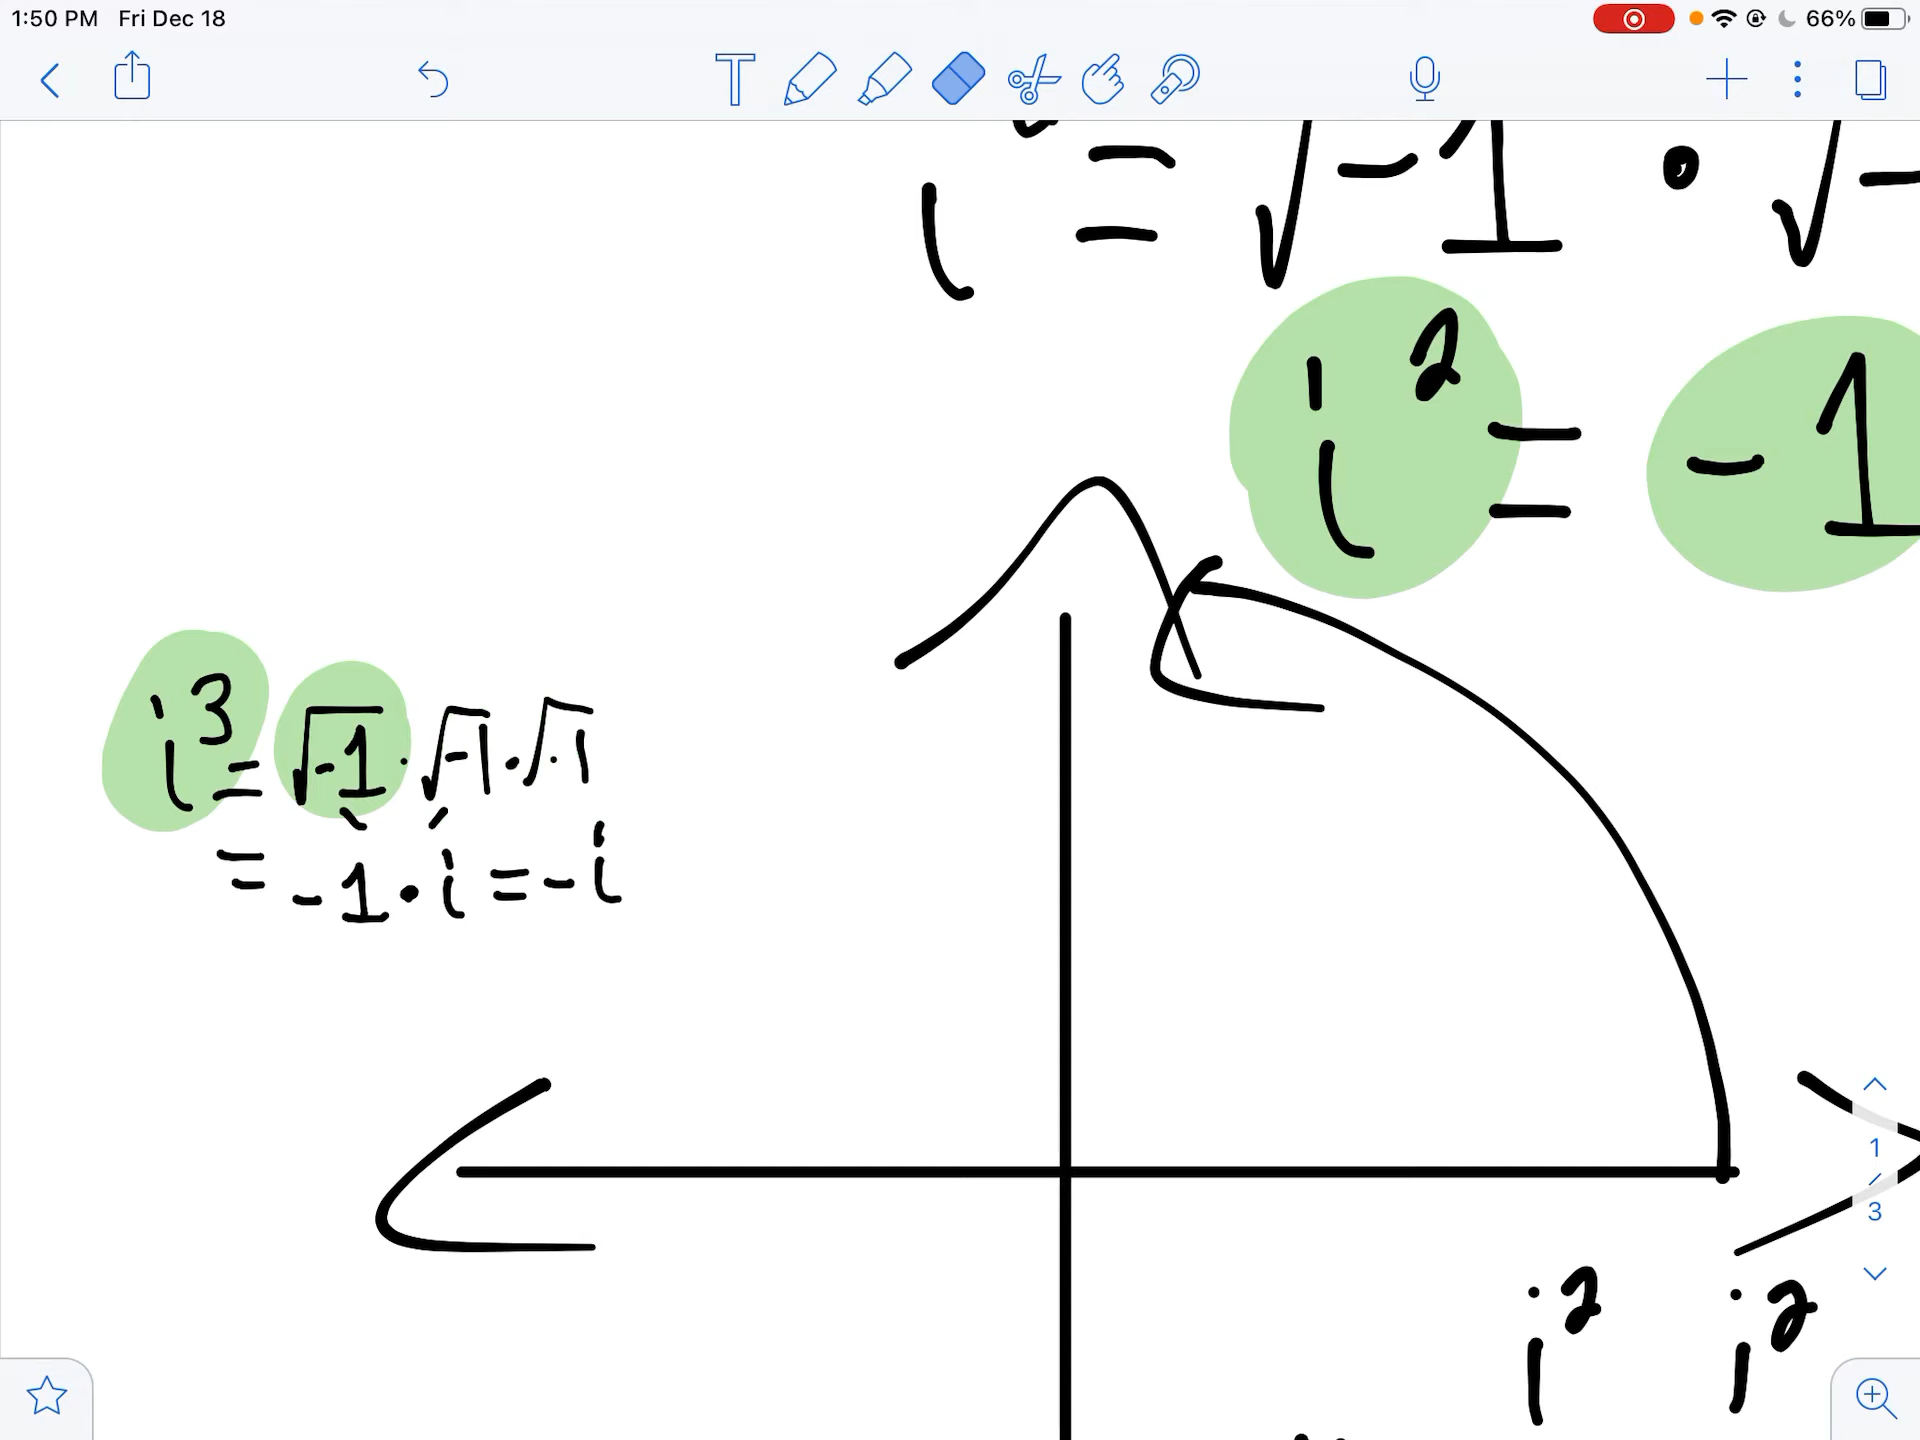 1:50 PM Fri Dec 18 66%
i = √-1 • √-
i² = -1
i³ = √-1 · √-1 · √-1
= -1 • i = -i
1
/
3
i² i²